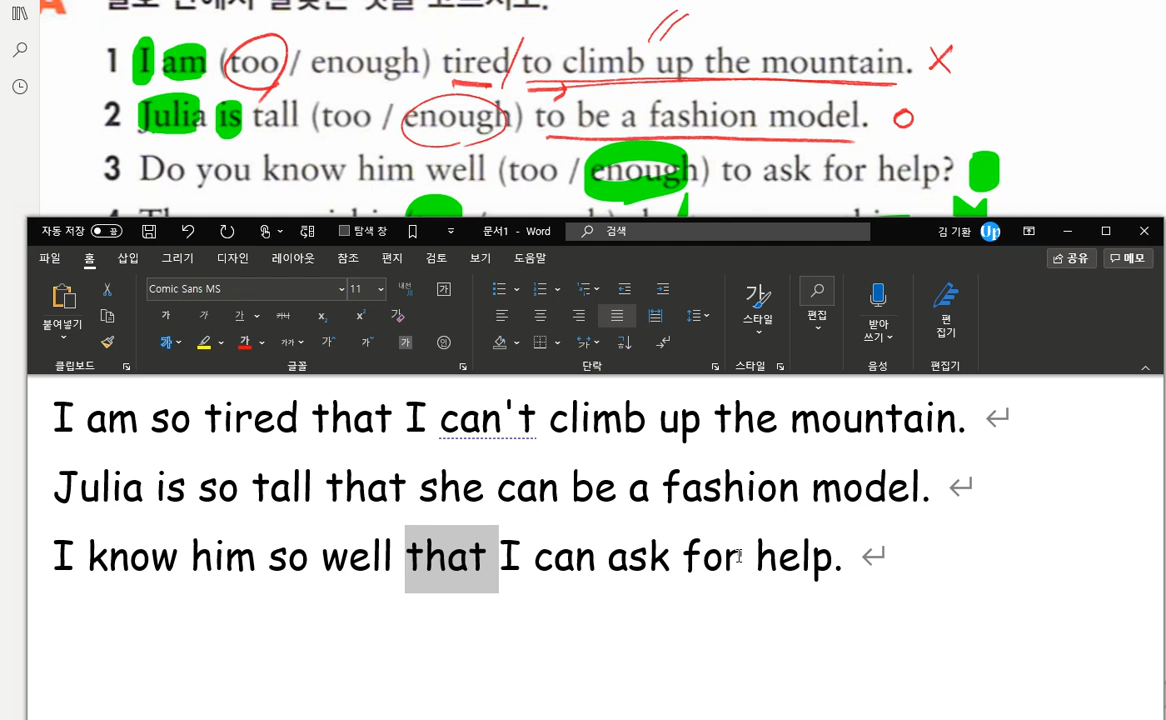 1 I am (too / enough) tired to climb up the mountain. X
2 Julia is tall (too / enough) to be a fashion model. O
3 Do you know him well (too / enough) to ask for help?
자동 저장 문서1 - Word 검색 김 기환 Up
파일 홈 삽입 그리기 디자인 레이아웃 참조 편지 검토 보기 도움말 공유 메모
Comic Sans MS 11
붙여넣기 스타일 편집 받아쓰기 편집기
클립보드 글꼴 단락 스타일 음성 편집기
I am so tired that I can't climb up the mountain.
Julia is so tall that she can be a fashion model.
I know him so well that I can ask for help.